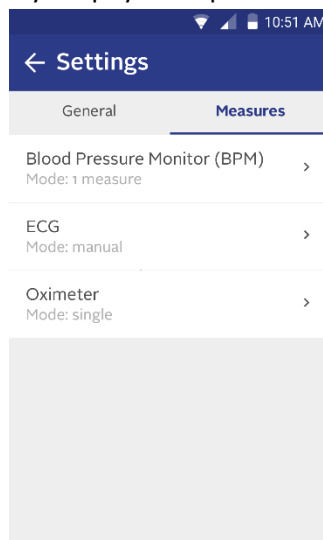 10:51 AM
← Settings
General Measures
Blood Pressure Monitor (BPM)
Mode: 1 measure
ECG
Mode: manual
Oximeter
Mode: single